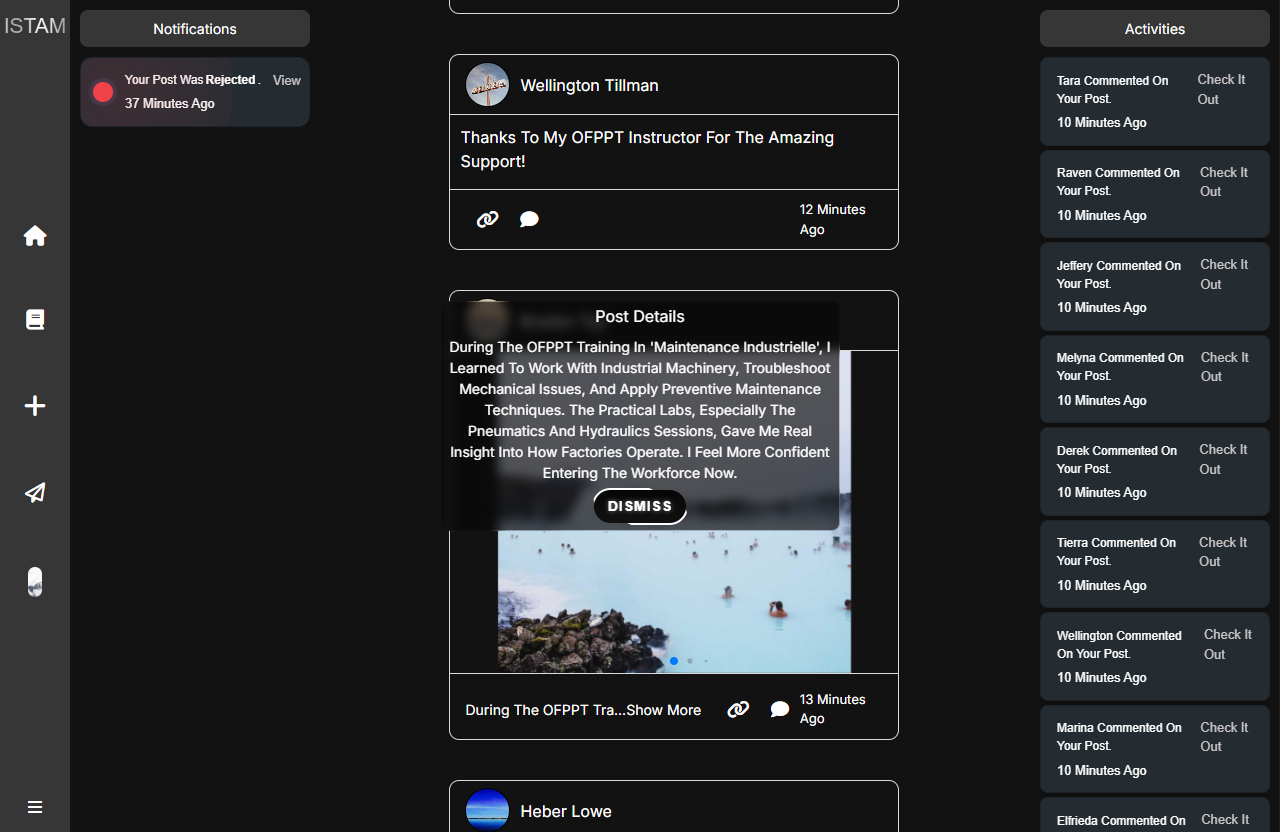 ISTAM
Notifications
Your Post Was Rejected .
View
37 Minutes Ago
Wellington Tillman
Thanks To My OFPPT Instructor For The Amazing
Support!
12 Minutes
Ago
Post Details
During The OFPPT Training In 'Maintenance Industrielle', I
Learned To Work With Industrial Machinery, Troubleshoot
Mechanical Issues, And Apply Preventive Maintenance
Techniques. The Practical Labs, Especially The
Pneumatics And Hydraulics Sessions, Gave Me Real
Insight Into How Factories Operate. I Feel More Confident
Entering The Workforce Now.
DISMISS
During The OFPPT Tra...Show More
13 Minutes
Ago
Heber Lowe
Activities
Tara Commented On
Your Post.
Check It
Out
10 Minutes Ago
Raven Commented On
Your Post.
Check It
Out
10 Minutes Ago
Jeffery Commented On
Your Post.
Check It
Out
10 Minutes Ago
Melyna Commented On
Your Post.
Check It
Out
10 Minutes Ago
Derek Commented On
Your Post.
Check It
Out
10 Minutes Ago
Tierra Commented On
Your Post.
Check It
Out
10 Minutes Ago
Wellington Commented
On Your Post.
Check It
Out
10 Minutes Ago
Marina Commented On
Your Post.
Check It
Out
10 Minutes Ago
Elfrieda Commented On
Check It